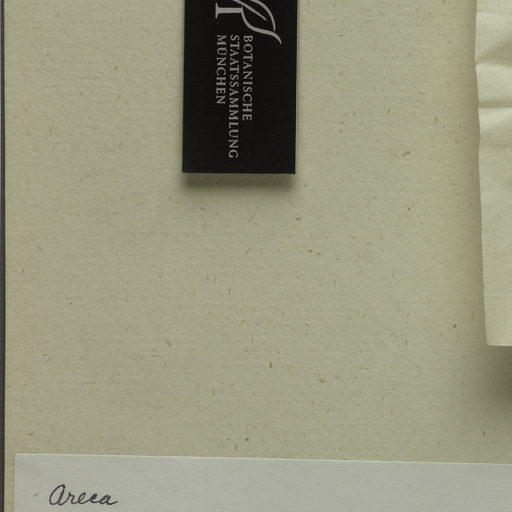 BOTANISCHE
STAATSSAMMLUNG
MÜNCHEN
Areca